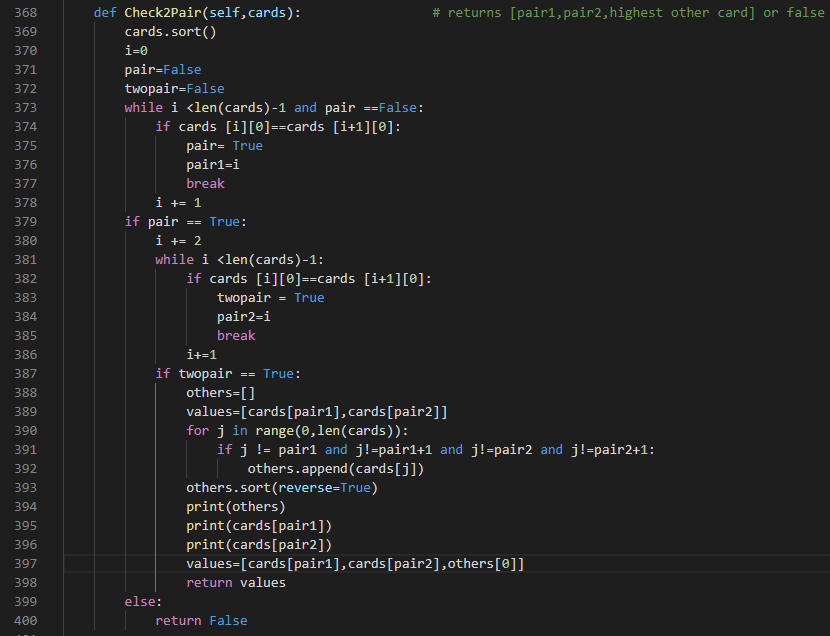 368 def Check2Pair(self,cards): # returns [pair1,pair2,highest other card] or false
369 cards.sort()
370 i=0
371 pair=False
372 twopair=False
373 while i <len(cards)-1 and pair ==False:
374 if cards [i][0]==cards [i+1][0]:
375 pair= True
376 pair1=i
377 break
378 i += 1
379 if pair == True:
380 i += 2
381 while i <len(cards)-1:
382 if cards [i][0]==cards [i+1][0]:
383 twopair = True
384 pair2=i
385 break
386 i+=1
387 if twopair == True:
388 others=[]
389 values=[cards[pair1],cards[pair2]]
390 for j in range(0,len(cards)):
391 if j != pair1 and j!=pair1+1 and j!=pair2 and j!=pair2+1:
392 others.append(cards[j])
393 others.sort(reverse=True)
394 print(others)
395 print(cards[pair1])
396 print(cards[pair2])
397 values=[cards[pair1],cards[pair2],others[0]]
398 return values
399 else:
400 return False